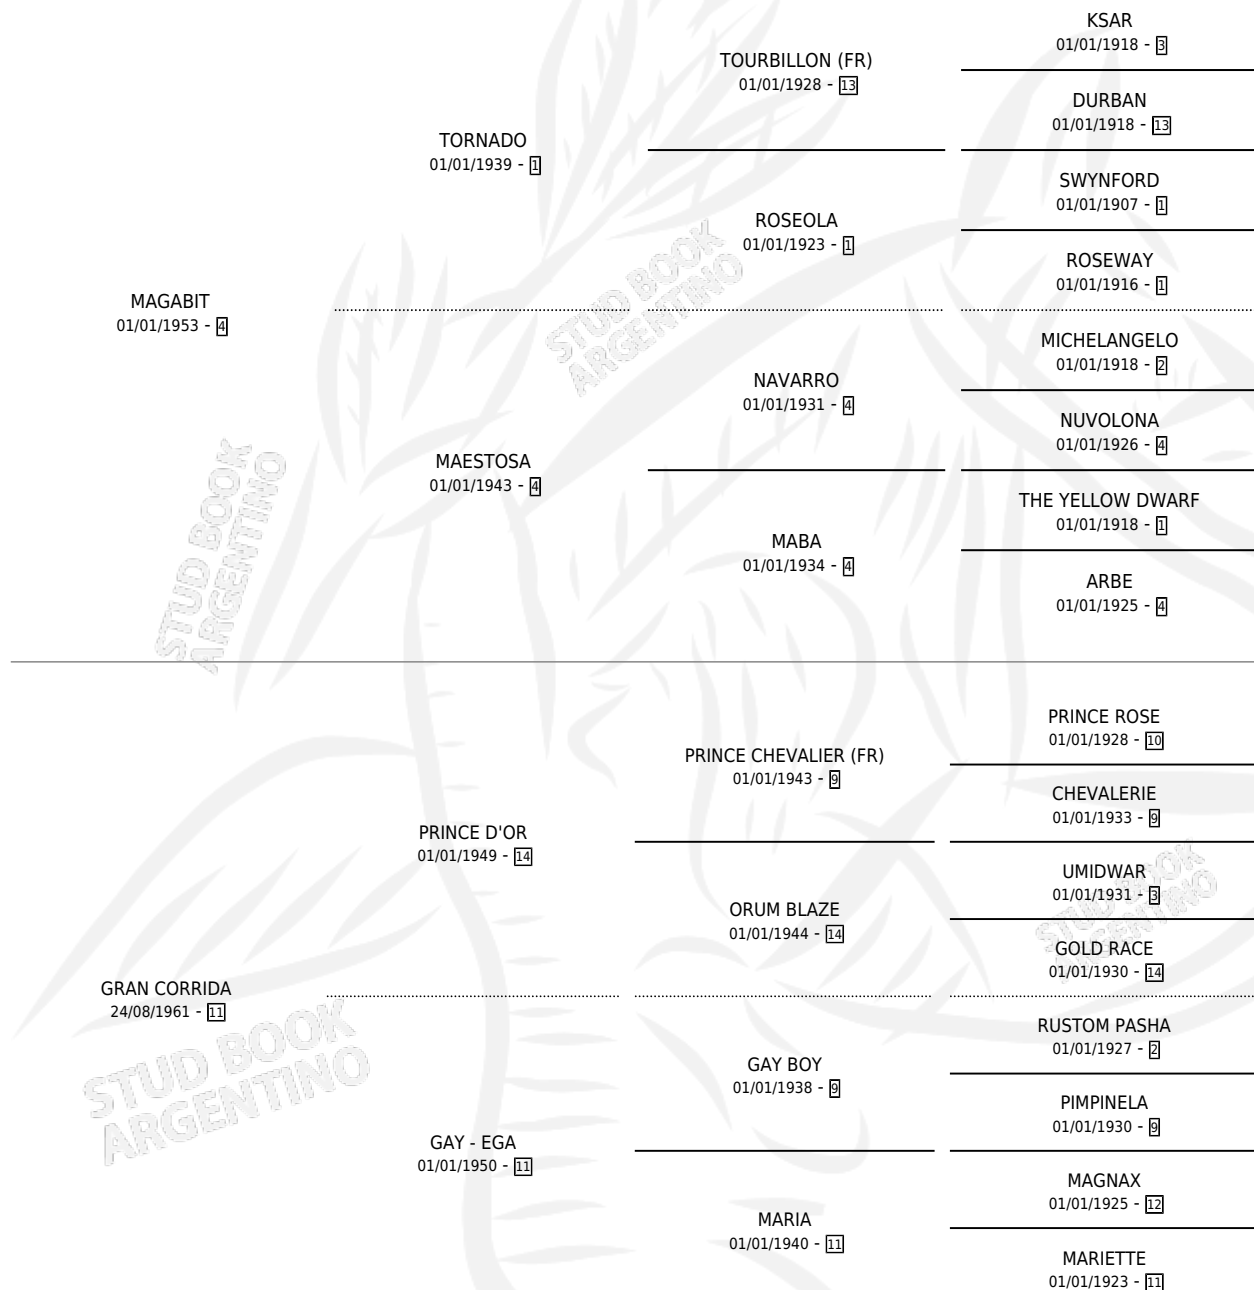 KSAR
01/01/1918 - 3
TOURBILLON (FR)
01/01/1928 - 13
DURBAN
01/01/1918 - 13
TORNADO
01/01/1939 - 1
SWYNFORD
01/01/1907 - 1
ROSEOLA
01/01/1923 - 1
ROSEWAY
01/01/1916 - 1
MAGABIT
01/01/1953 - 4
MICHELANGELO
01/01/1918 - 2
NAVARRO
01/01/1931 - 4
NUVOLONA
01/01/1926 - 4
MAESTOSA
01/01/1943 - 4
THE YELLOW DWARF
01/01/1918 - 1
MABA
01/01/1934 - 4
ARBE
01/01/1925 - 4
PRINCE ROSE
01/01/1928 - 10
PRINCE CHEVALIER (FR)
01/01/1943 - 9
CHEVALERIE
01/01/1933 - 9
PRINCE D'OR
01/01/1949 - 14
UMIDWAR
01/01/1931 - 3
ORUM BLAZE
01/01/1944 - 14
GOLD RACE
01/01/1930 - 14
GRAN CORRIDA
24/08/1961 - 11
RUSTOM PASHA
01/01/1927 - 2
GAY BOY
01/01/1938 - 9
PIMPINELA
01/01/1930 - 9
GAY - EGA
01/01/1950 - 11
MAGNAX
01/01/1925 - 12
MARIA
01/01/1940 - 11
MARIETTE
01/01/1923 - 11
STUD BOOK
ARGENTINO
STUD BOOK
ARGENTINO
STUD BOOK
ARGENTINO
STUD BOOK
ARGENTINO